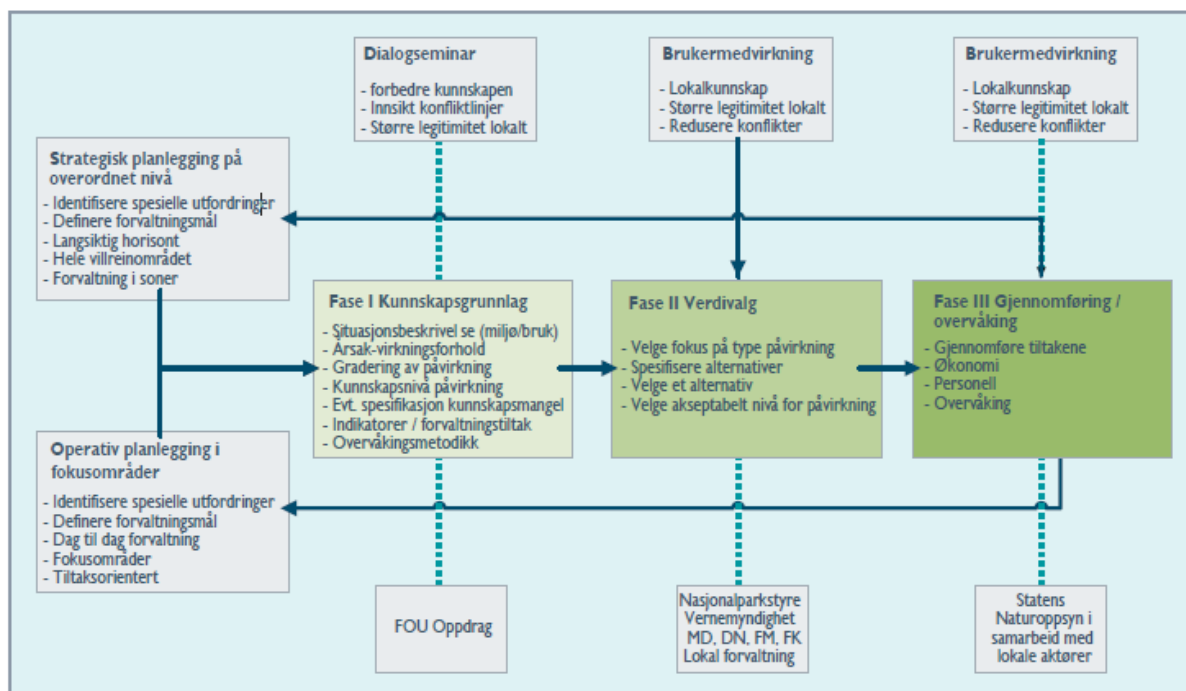 Dialogseminar
- forbedre kunnskapen
- Innsikt konfliktlinjer
- Større legitimitet lokalt
Brukermedvirkning
- Lokalkunnskap
- Større legitimitet lokalt
- Redusere konflikter
Brukermedvirkning
- Lokalkunnskap
- Større legitimitet lokalt
- Redusere konflikter
Strategisk planlegging på
overordnet nivå
- Identifisere spesielle utfordringer
- Definere forvaltningsmål
- Langsiktig horisont
- Hele villreinområdet
- Forvaltning i soner
Fase I Kunnskapsgrunnlag
- Situasjonsbeskrivel se (miljø/bruk)
- Årsak-virkningsforhold
- Gradering av påvirkning
- Kunnskapsnivå påvirkning
- Evt. spesifikasjon kunnskapsmangel
- Indikatorer / forvaltningstiltak
- Overvåkingsmetodikk
Fase II Verdivalg
- Velge fokus på type påvirkning
- Spesifisere alternativer
- Velge et alternativ
- Velge akseptabelt nivå for påvirkning
Fase III Gjennomføring /
overvåking
- Gjennomføre tiltakene
- Økonomi
- Personell
- Overvåking
Operativ planlegging i
fokusområder
- Identifisere spesielle utfordringer
- Definere forvaltningsmål
- Dag til dag forvaltning
- Fokusområder
- Tiltaksorientert
FOU Oppdrag
Nasjonalparkstyre
Vernemyndighet
MD, DN, FM, FK
Lokal forvaltning
Statens
Naturoppsyn i
samarbeid med
lokale aktører